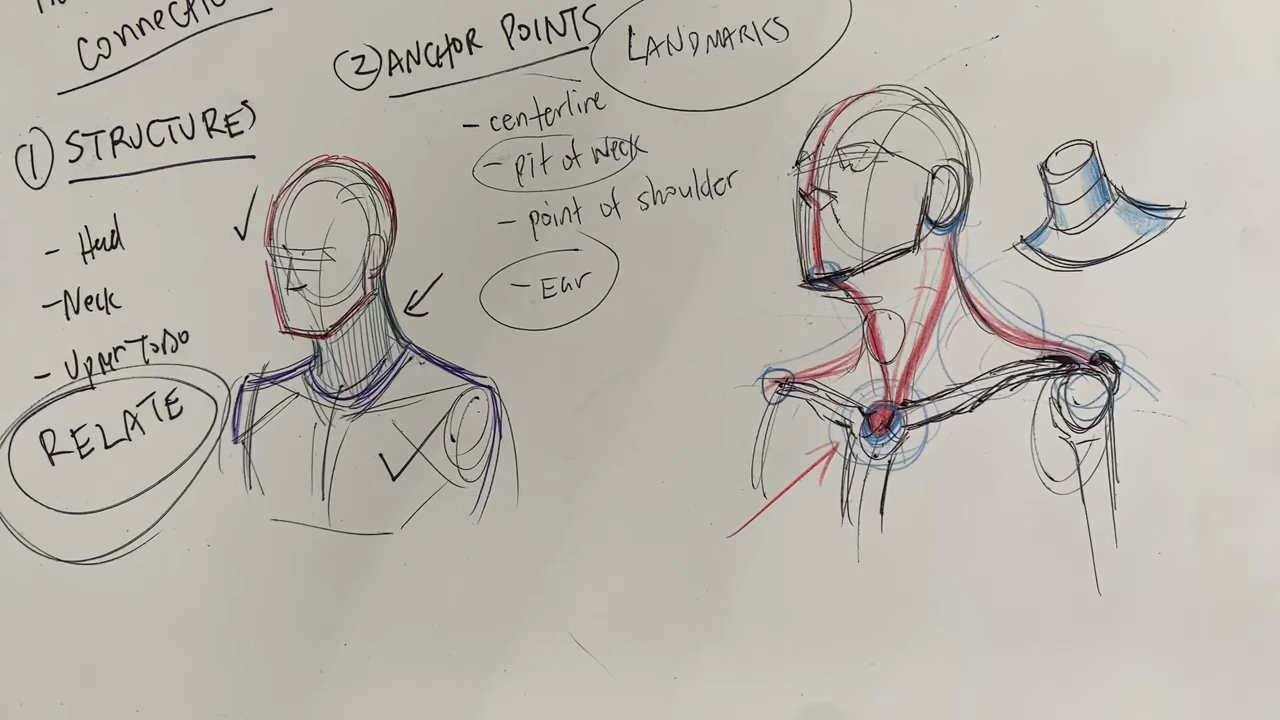 CONNECTIO
① STRUCTURES
- Head
- Neck
- Upper Torso
RELATE
② ANCHOR POINTS
LANDMARKS
- centerline
- pit of Neck
- point of shoulder
- Ear